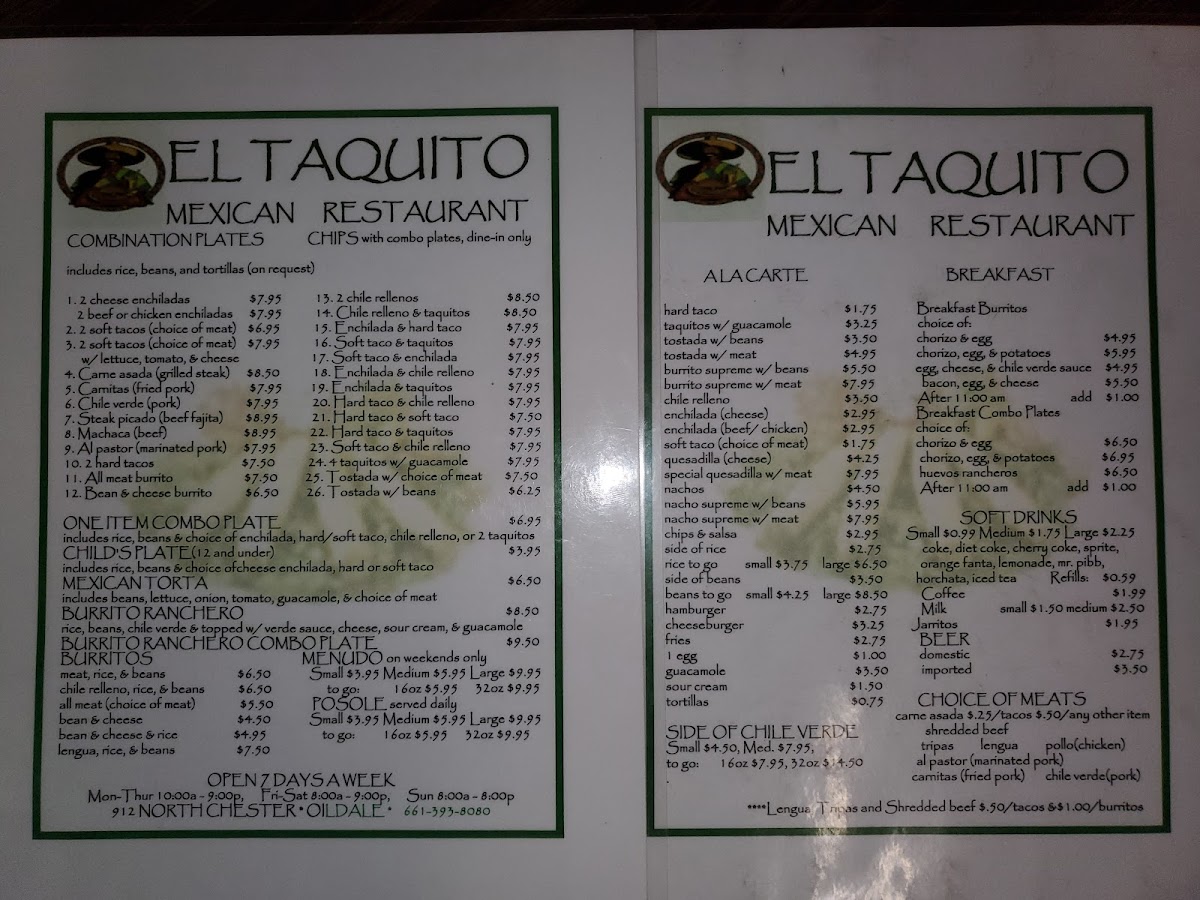 EL TAQUITO
MEXICAN RESTAURANT
COMBINATION PLATES CHIPS with combo plates, dine-in only
includes rice, beans, and tortillas (on request)
1. 2 cheese enchiladas $7.95
2 beef or chicken enchiladas $7.95
2. 2 soft tacos (choice of meat) $6.95
3. 2 soft tacos (choice of meat) $7.95
w/ lettuce, tomato, & cheese
4. Carne asada (grilled steak) $8.50
5. Carnitas (fried pork) $7.95
6. Chile verde (pork) $7.95
7. Steak picado (beef fajita) $8.95
8. Machaca (beef) $8.95
9. Al pastor (marinated pork) $7.95
10. 2 hard tacos $7.50
11. All meat burrito $7.50
12. Bean & cheese burrito $6.50
13. 2 chile rellenos $8.50
14. Chile relleno & taquitos $8.50
15. Enchilada & hard taco $7.95
16. Soft taco & taquitos $7.95
17. Soft taco & enchilada $7.95
18. Enchilada & chile relleno $7.95
19. Enchilada & taquitos $7.95
20. Hard taco & chile relleno $7.95
21. Hard taco & soft taco $7.50
22. Hard taco & taquitos $7.95
23. Soft taco & chile relleno $7.95
24. 4 taquitos w/ guacamole $7.95
25. Tostada w/ choice of meat $7.50
26. Tostada w/ beans $6.25
ONE ITEM COMBO PLATE $6.95
includes rice, beans & choice of enchilada, hard/soft taco, chile relleno, or 2 taquitos
CHILD'S PLATE (12 and under) $3.95
includes rice, beans & choice ofcheese enchilada, hard or soft taco
MEXICAN TORTA $6.50
includes beans, lettuce, onion, tomato, guacamole, & choice of meat
BURRITO RANCHERO $8.50
rice, beans, chile verde & topped w/ verde sauce, cheese, sour cream, & guacamole
BURRITO RANCHERO COMBO PLATE $9.50
BURRITOS
meat, rice, & beans $6.50
chile relleno, rice, & beans $6.50
all meat (choice of meat) $5.50
bean & cheese $4.50
bean & cheese & rice $4.95
lengua, rice, & beans $7.50
MENUDO on weekends only
Small $3.95 Medium $5.95 Large $9.95
to go: 16oz $5.95 32oz $9.95
POSOLE served daily
Small $3.95 Medium $5.95 Large $9.95
to go: 16oz $5.95 32oz $9.95
OPEN 7 DAYS A WEEK
Mon-Thur 10:00a - 9:00p, Fri-Sat 8:00a - 9:00p, Sun 8:00a - 8:00p
912 NORTH CHESTER * OILDALE * 661-393-8080
EL TAQUITO
MEXICAN RESTAURANT
A LA CARTE
hard taco $1.75
taquitos w/ guacamole $3.25
tostada w/ beans $3.50
tostada w/ meat $4.95
burrito supreme w/ beans $5.50
burrito supreme w/ meat $7.95
chile relleno $3.50
enchilada (cheese) $2.95
enchilada (beef/ chicken) $2.95
soft taco (choice of meat) $1.75
quesadilla (cheese) $4.25
special quesadilla w/ meat $7.95
nachos $4.50
nacho supreme w/ beans $5.95
nacho supreme w/ meat $7.95
chips & salsa $2.95
side of rice $2.75
rice to go small $3.75 large $6.50
side of beans $3.50
beans to go small $4.25 large $8.50
hamburger $2.75
cheeseburger $3.25
fries $2.75
1 egg $1.00
guacamole $3.50
sour cream $1.50
tortillas $0.75
SIDE OF CHILE VERDE
Small $4.50, Med. $7.95,
to go: 16oz $7.95, 32oz $14.50
BREAKFAST
Breakfast Burritos
choice of:
chorizo & egg $4.95
chorizo, egg, & potatoes $5.95
egg, cheese, & chile verde sauce $4.95
bacon, egg, & cheese $5.50
After 11:00 am add $1.00
Breakfast Combo Plates
choice of:
chorizo & egg $6.50
chorizo, egg, & potatoes $6.95
huevos rancheros $6.50
After 11:00 am add $1.00
SOFT DRINKS
Small $0.99 Medium $1.75 Large $2.25
coke, diet coke, cherry coke, sprite,
orange fanta, lemonade, mr. pibb,
horchata, iced tea Refills: $0.59
Coffee $1.99
Milk small $1.50 medium $2.50
Jarritos $1.95
BEER
domestic $2.75
imported $3.50
CHOICE OF MEATS
carne asada $.25/tacos $.50/any other item
shredded beef
tripas lengua pollo(chicken)
al pastor (marinated pork)
carnitas (fried pork) chile verde(pork)
****Lengua, Tripas and Shredded beef $.50/tacos &$1.00/burritos